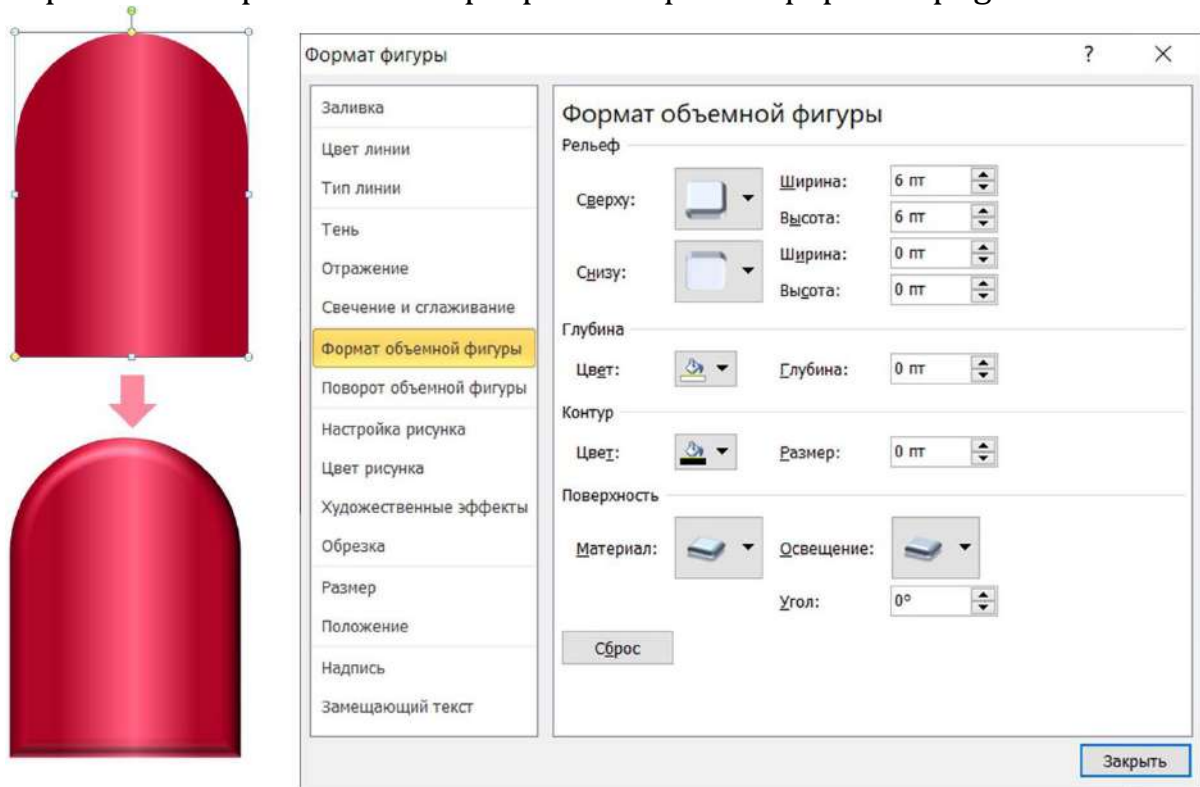 Формат фигуры ?
Заливка
Цвет линии
Тип линии
Тень
Отражение
Свечение и сглаживание
Формат объемной фигуры
Поворот объемной фигуры
Настройка рисунка
Цвет рисунка
Художественные эффекты
Обрезка
Размер
Положение
Надпись
Замещающий текст
Формат объемной фигуры
Рельеф
Сверху:
Ширина: 6 пт
Высота: 6 пт
Снизу:
Ширина: 0 пт
Высота: 0 пт
Глубина
Цвет: Глубина: 0 пт
Контур
Цвет: Размер: 0 пт
Поверхность
Материал: Освещение:
Угол: 0°
Сброс
Закрыть